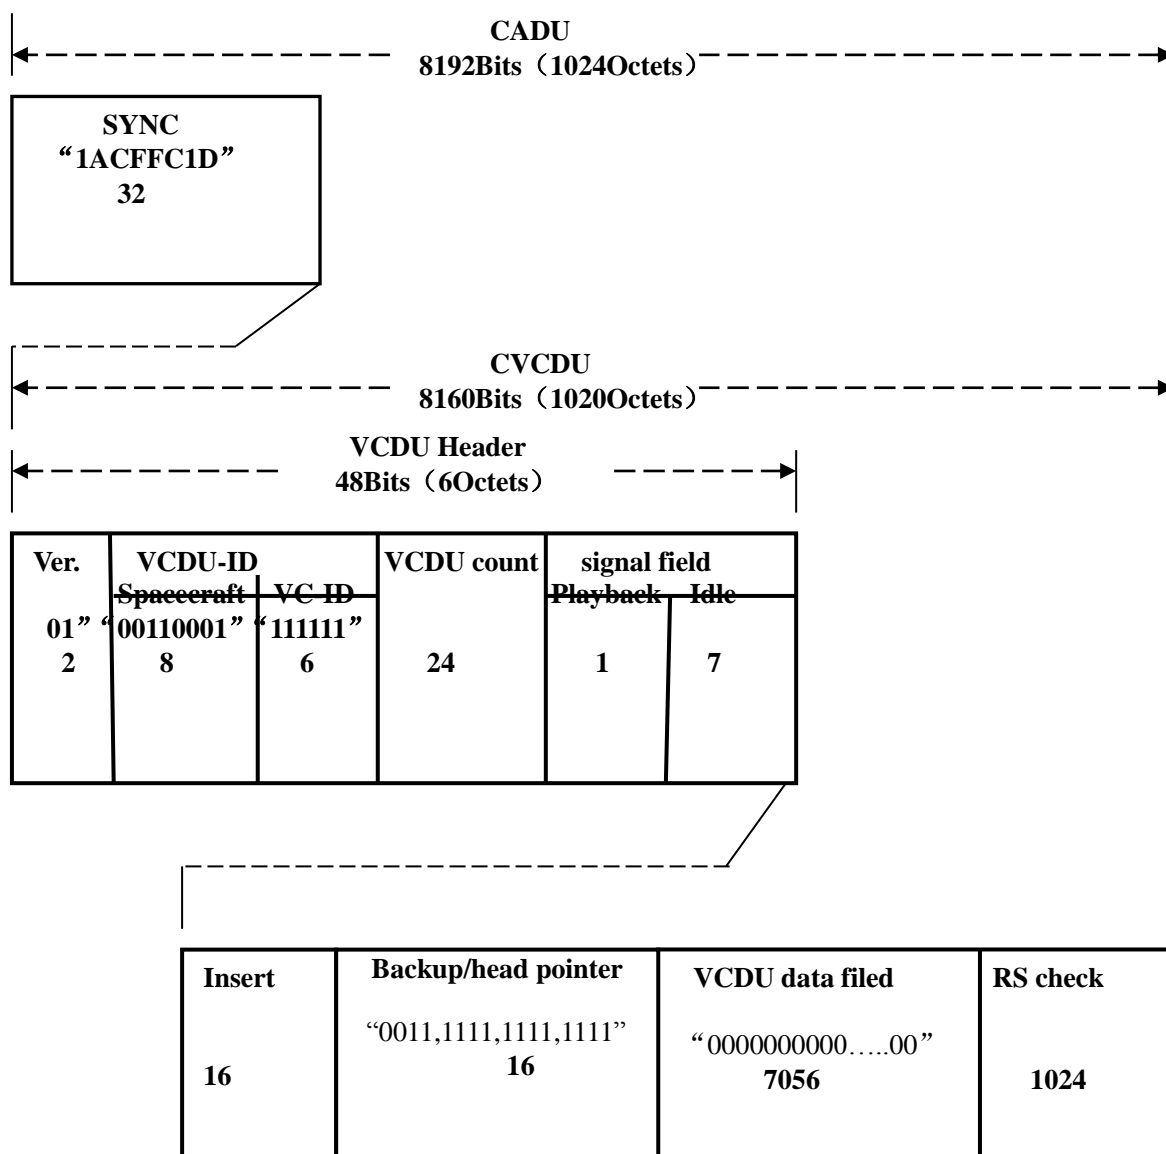 CADU
8192Bits（1024Octets）
SYNC
“1ACFFC1D”
32
CVCDU
8160Bits（1020Octets）
VCDU Header
48Bits（6Octets）
Ver. VCDU-ID VCDU count signal field
Spacecraft VC-ID Playback Idle
01” “00110001” “111111”
2 8 6 24 1 7
Insert Backup/head pointer VCDU data filed RS check
“0011,1111,1111,1111” “0000000000…..00”
16 16 7056 1024